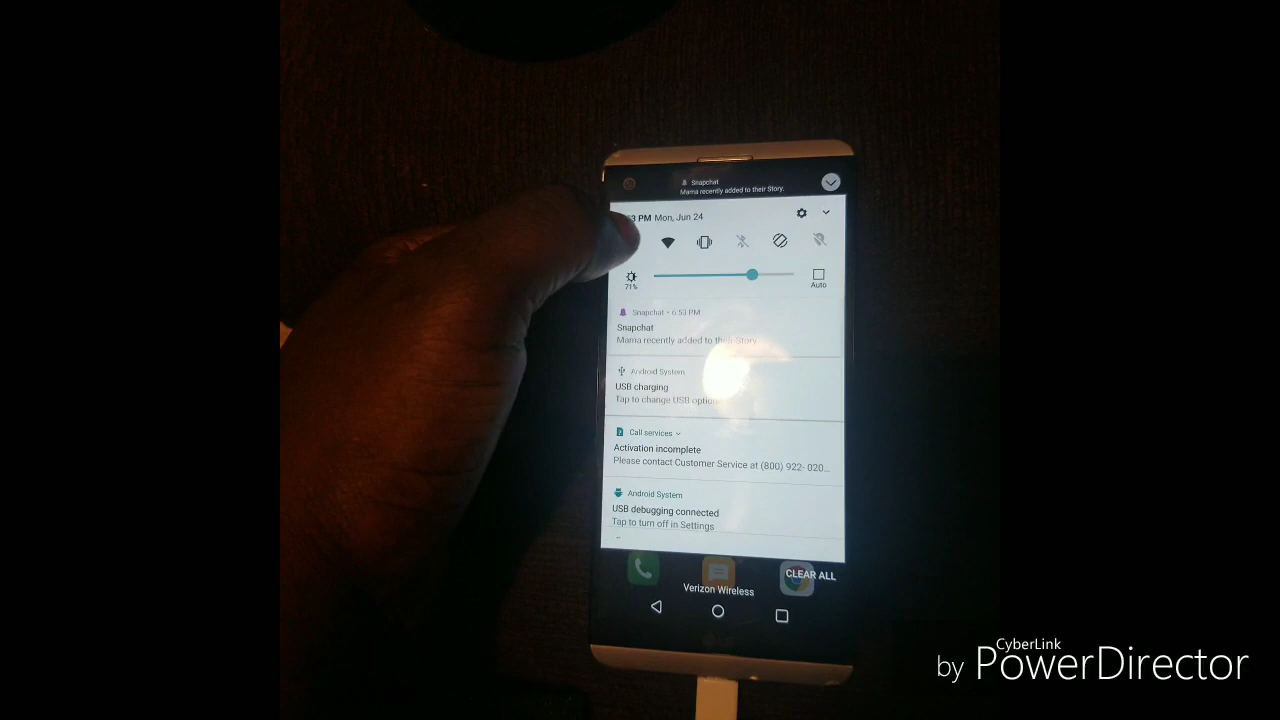 Snapchat
Mama recently added to their Story.
3 PM Mon, Jun 24
71%
Auto
Snapchat • 6:53 PM
Snapchat
Mama recently added to their Story
Android System
USB charging
Tap to change USB options
Call services
Activation incomplete
Please contact Customer Service at (800) 922- 020...
Android System
USB debugging connected
Tap to turn off in Settings
CLEAR ALL
Verizon Wireless
CyberLink
by PowerDirector